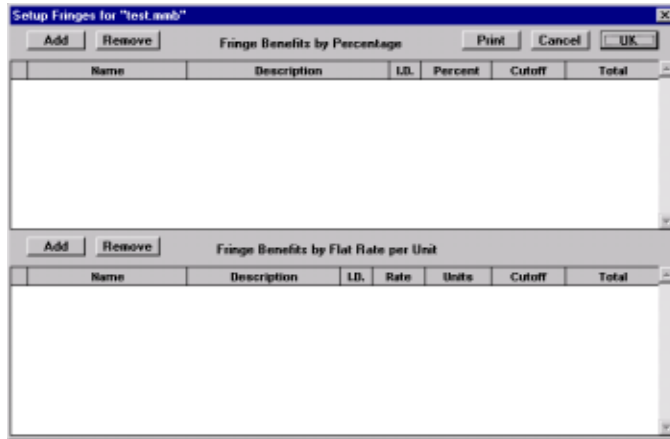 Setup Fringes for "test.mmb"
Add Remove Fringe Benefits by Percentage Print Cancel OK
Name Description I.D. Percent Cutoff Total
Add Remove Fringe Benefits by Flat Rate per Unit
Name Description I.D. Rate Units Cutoff Total